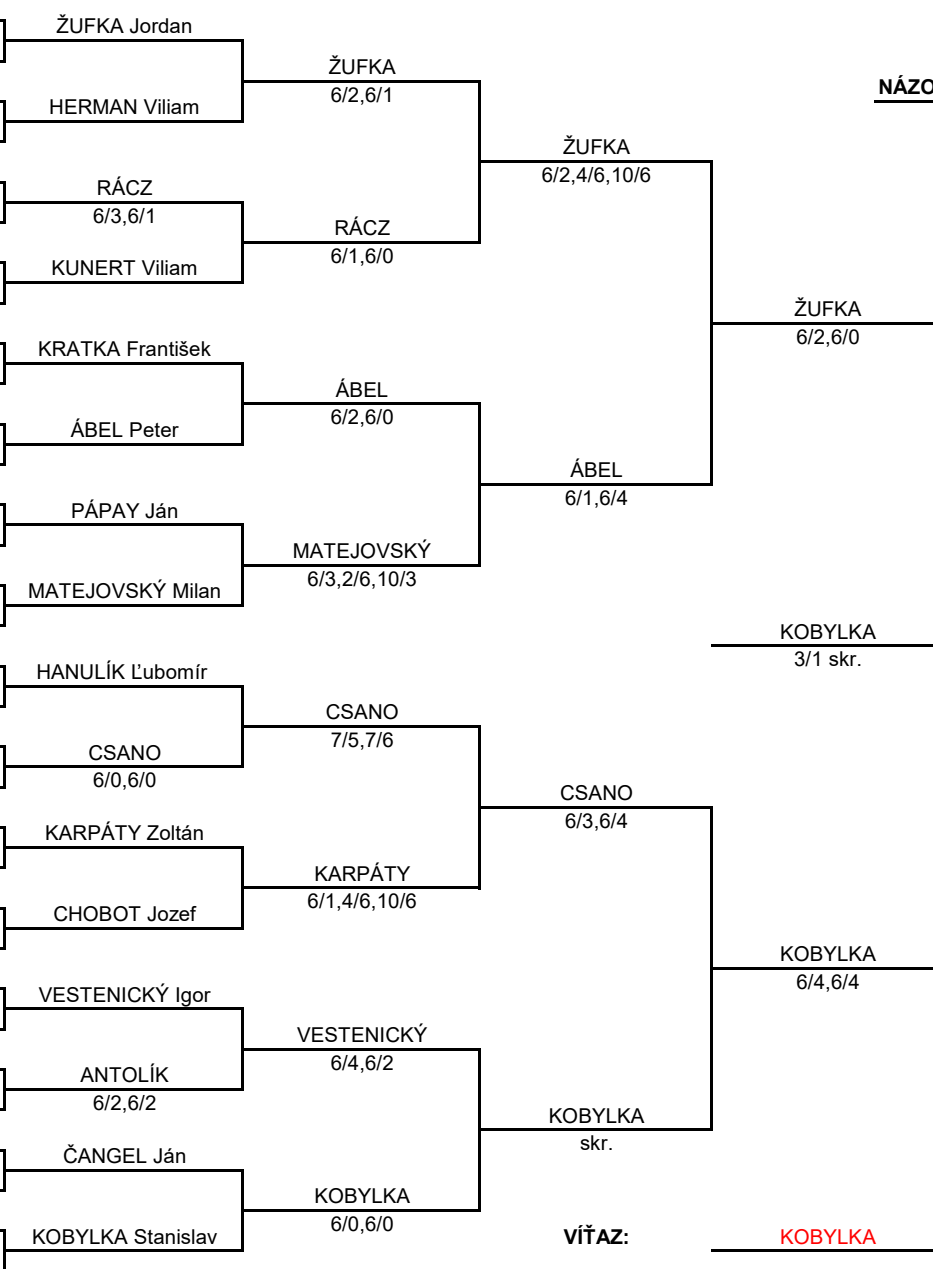 ŽUFKA Jordan
HERMAN Viliam
RÁCZ
6/3,6/1
KUNERT Viliam
KRATKA František
ÁBEL Peter
PÁPAY Ján
MATEJOVSKÝ Milan
HANULÍK Ľubomír
CSANO
6/0,6/0
KARPÁTY Zoltán
CHOBOT Jozef
VESTENICKÝ Igor
ANTOLÍK
6/2,6/2
ČANGEL Ján
KOBYLKA Stanislav
ŽUFKA
6/2,6/1
RÁCZ
6/1,6/0
ÁBEL
6/2,6/0
MATEJOVSKÝ
6/3,2/6,10/3
CSANO
7/5,7/6
KARPÁTY
6/1,4/6,10/6
VESTENICKÝ
6/4,6/2
KOBYLKA
6/0,6/0
ŽUFKA
6/2,4/6,10/6
ÁBEL
6/1,6/4
CSANO
6/3,6/4
KOBYLKA
skr.
NÁZO
ŽUFKA
6/2,6/0
KOBYLKA
3/1 skr.
KOBYLKA
6/4,6/4
VÍŤAZ: KOBYLKA